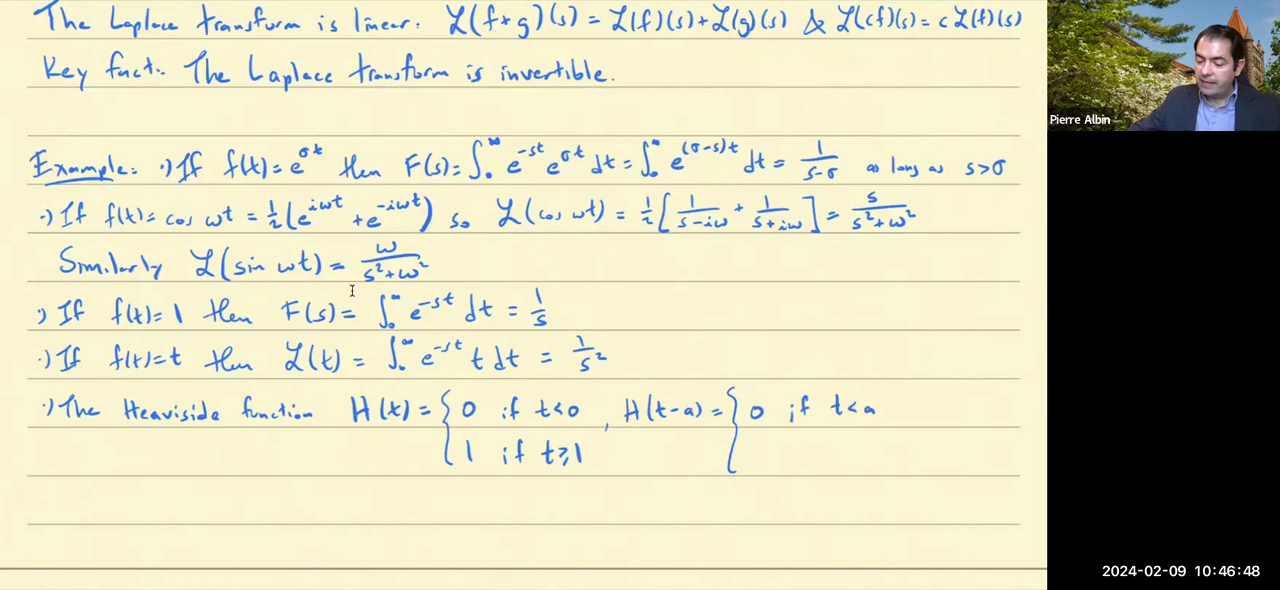 The Laplace transform is linear: ℒ(f+g)(s) = ℒ(f)(s)+ℒ(g)(s) & ℒ(cf)(s) = c ℒ(f)(s)
Key fact: The Laplace transform is invertible.
Pierre Albin
Example: ·) If f(t) = e^{σt} then F(s) = ∫₀^∞ e^{-st} e^{σt} dt = ∫₀^∞ e^{(σ-s)t} dt = 1/(s-σ) as long as s>σ
·) If f(t) = cos ωt = ½(e^{iωt} + e^{-iωt}) so ℒ(cos ωt) = ½[1/(s-iω) + 1/(s+iω)] = s/(s²+ω²)
Similarly ℒ(sin ωt) = ω/(s²+ω²)
·) If f(t) = 1 then F(s) = ∫₀^∞ e^{-st} dt = 1/s
·) If f(t) = t then ℒ(t) = ∫₀^∞ e^{-st} t dt = 1/s²
·) The Heaviside function H(t) = { 0 if t<0 , H(t-a) = { 0 if t<a
1 if t≥1
2024-02-09 10:46:48